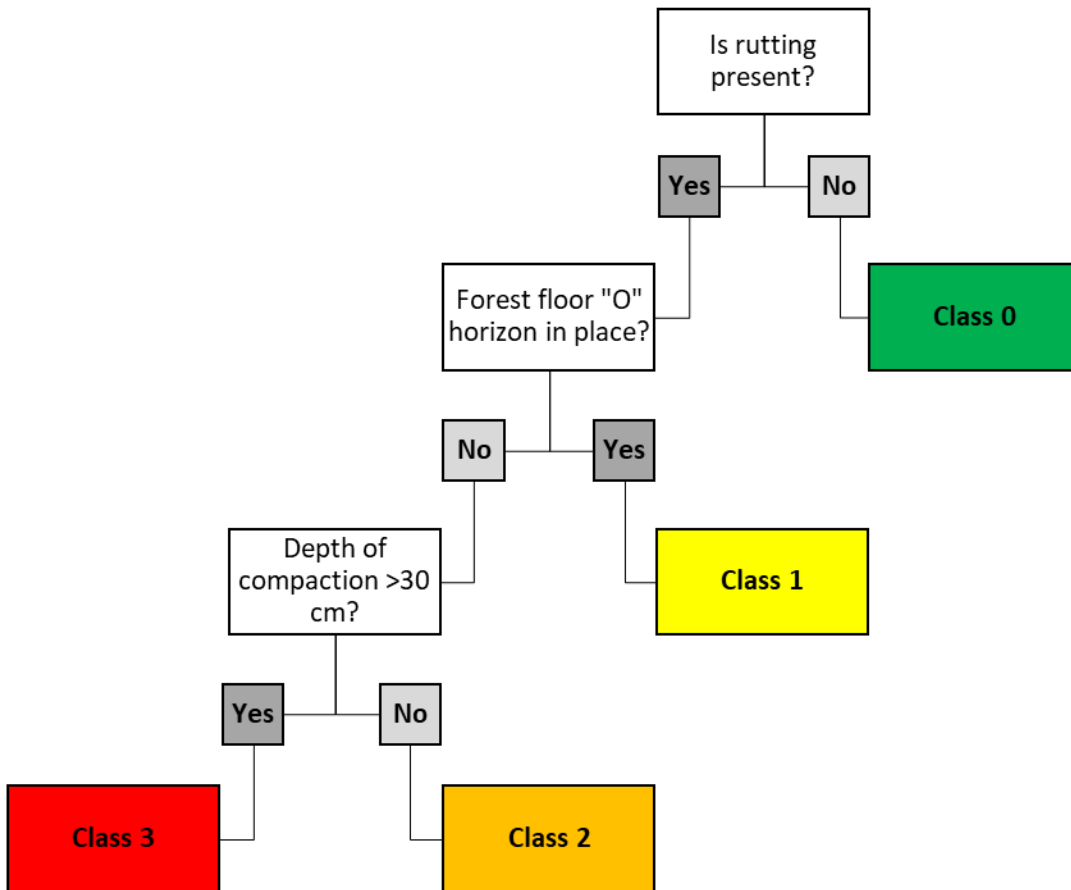 Is rutting
present?
Yes
No
Forest floor "O"
horizon in place?
Class 0
No
Yes
Depth of
compaction >30
cm?
Class 1
Yes
No
Class 3
Class 2